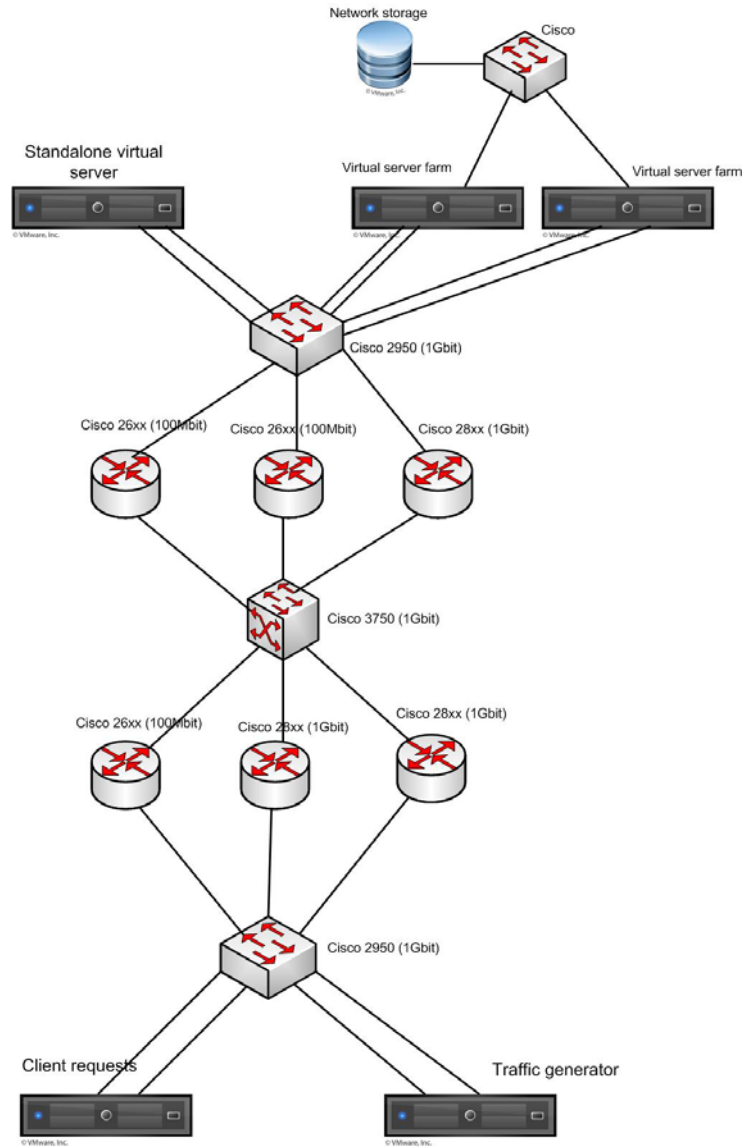 Network storage
Cisco
© VMware, Inc.
Standalone virtual
server
Virtual server farm
Virtual server farm
© VMware, Inc.
© VMware, Inc.
© VMware, Inc.
Cisco 2950 (1Gbit)
Cisco 26xx (100Mbit)
Cisco 26xx (100Mbit)
Cisco 28xx (1Gbit)
Cisco 3750 (1Gbit)
Cisco 26xx (100Mbit)
Cisco 28xx (1Gbit)
Cisco 28xx (1Gbit)
Cisco 2950 (1Gbit)
Client requests
Traffic generator
© VMware, Inc.
© VMware, Inc.